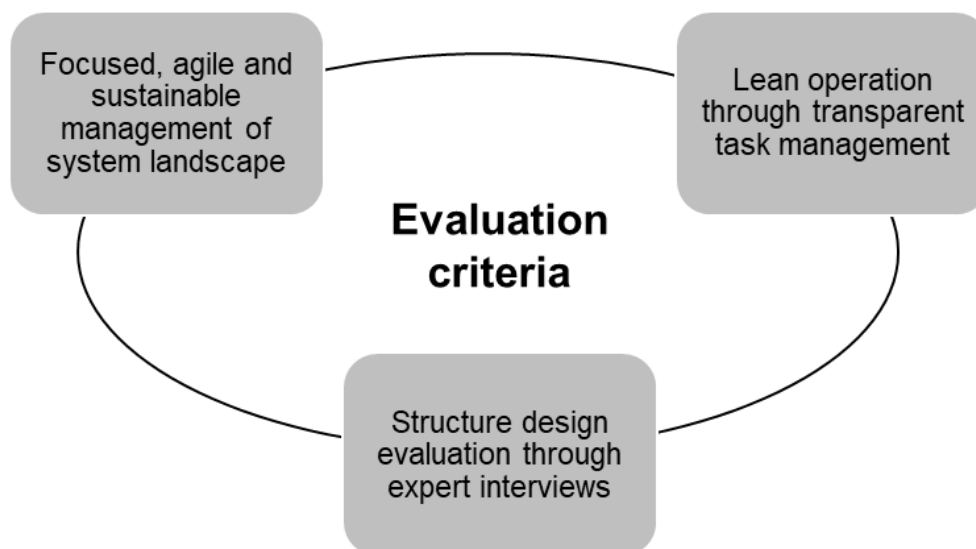 Focused, agile and
sustainable
management of
system landscape
Lean operation
through transparent
task management
Evaluation
criteria
Structure design
evaluation through
expert interviews